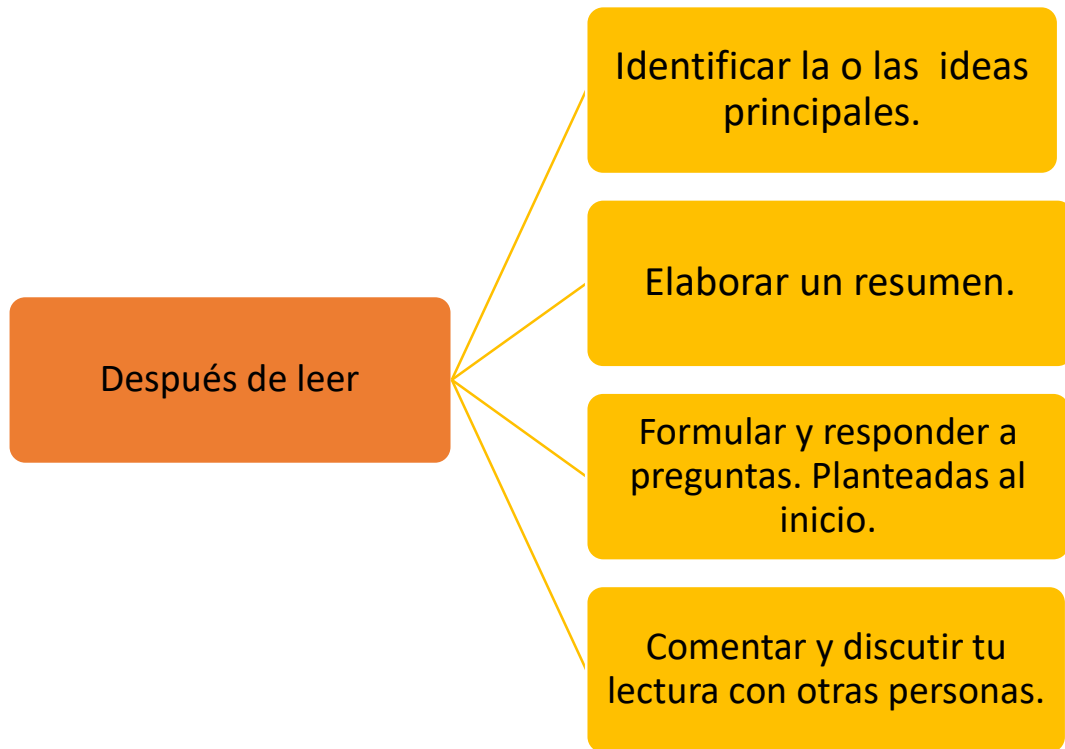 Identificar la o las  ideas
principales.
Elaborar un resumen.
Después de leer
Formular y responder a
preguntas. Planteadas al
inicio.
Comentar y discutir tu
lectura con otras personas.